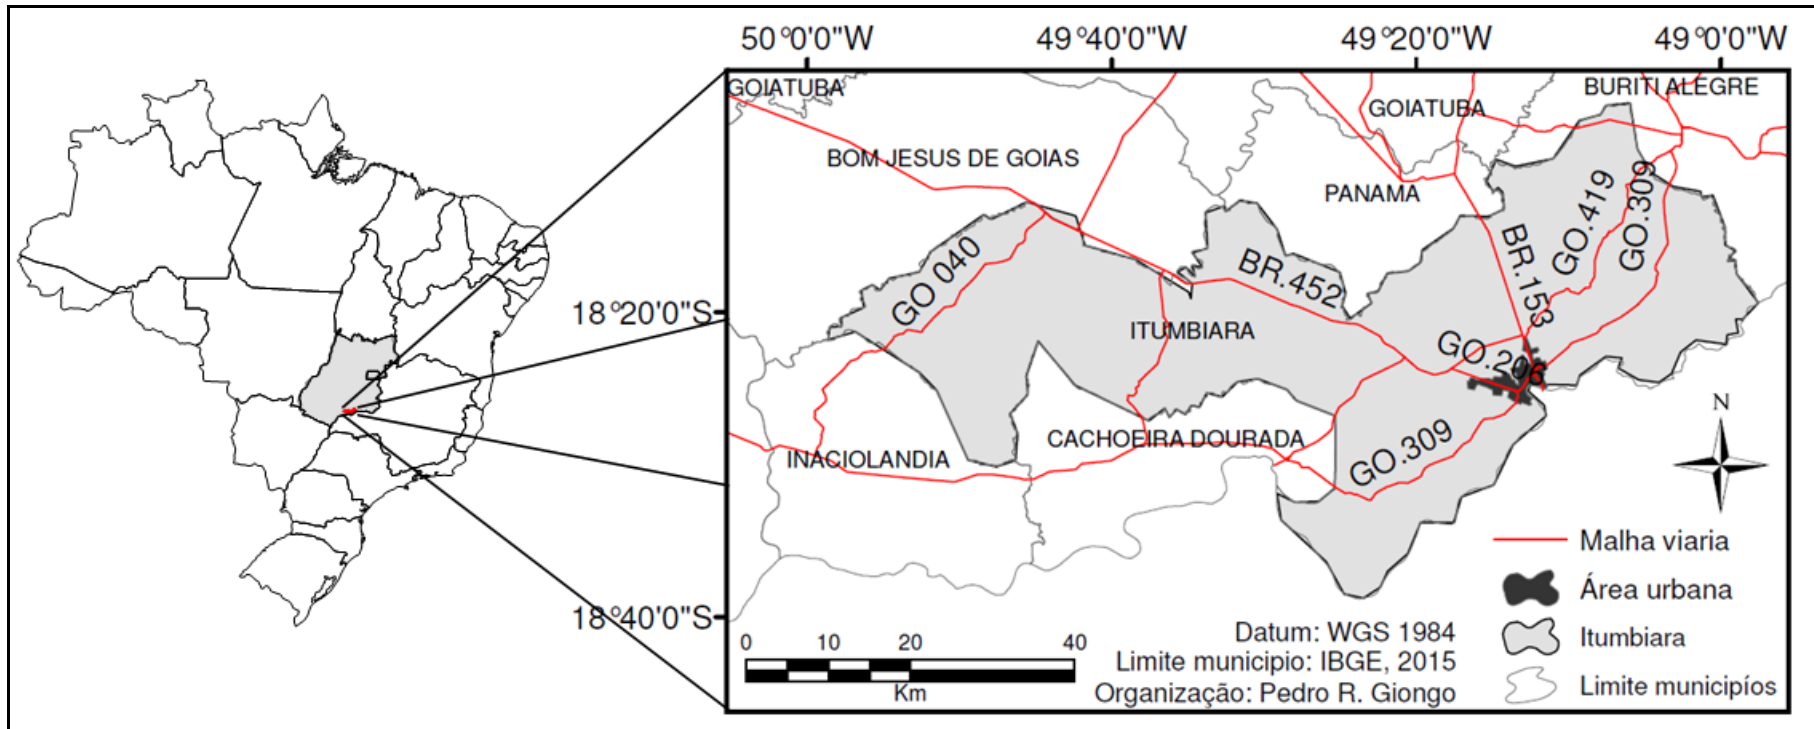 50°0'0"W
49°40'0"W
49°20'0"W
49°0'0"W
GOIATUBA
BURITI ALEGRE
GOIATUBA
BOM JESUS DE GOIAS
PANAMA
GO.419
GO.309
GO 040
BR.452
BR.153
18°20'0"S
ITUMBIARA
GO.206
N
CACHOEIRA DOURADA
INACIOLANDIA
GO.309
Malha viaria
Área urbana
18°40'0"S
0 10 20 40
Km
Datum: WGS 1984
Limite municipio: IBGE, 2015
Organização: Pedro R. Giongo
Itumbiara
Limite municipíos